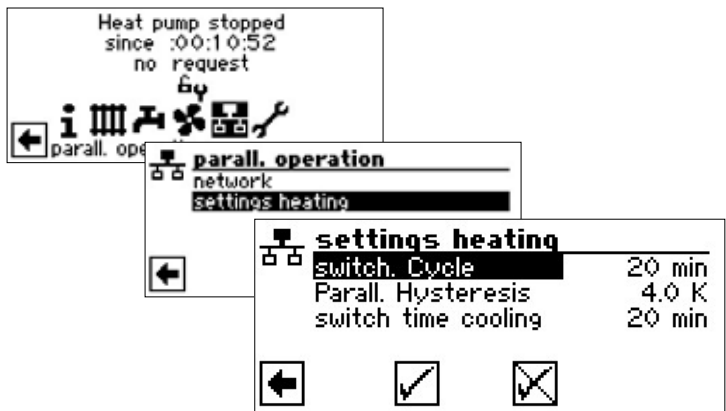 Heat pump stopped
since :00:10:52
no request
parall. ope
parall. operation
network
settings heating
settings heating
switch. Cycle 20 min
Parall. Hysteresis 4.0 K
switch time cooling 20 min